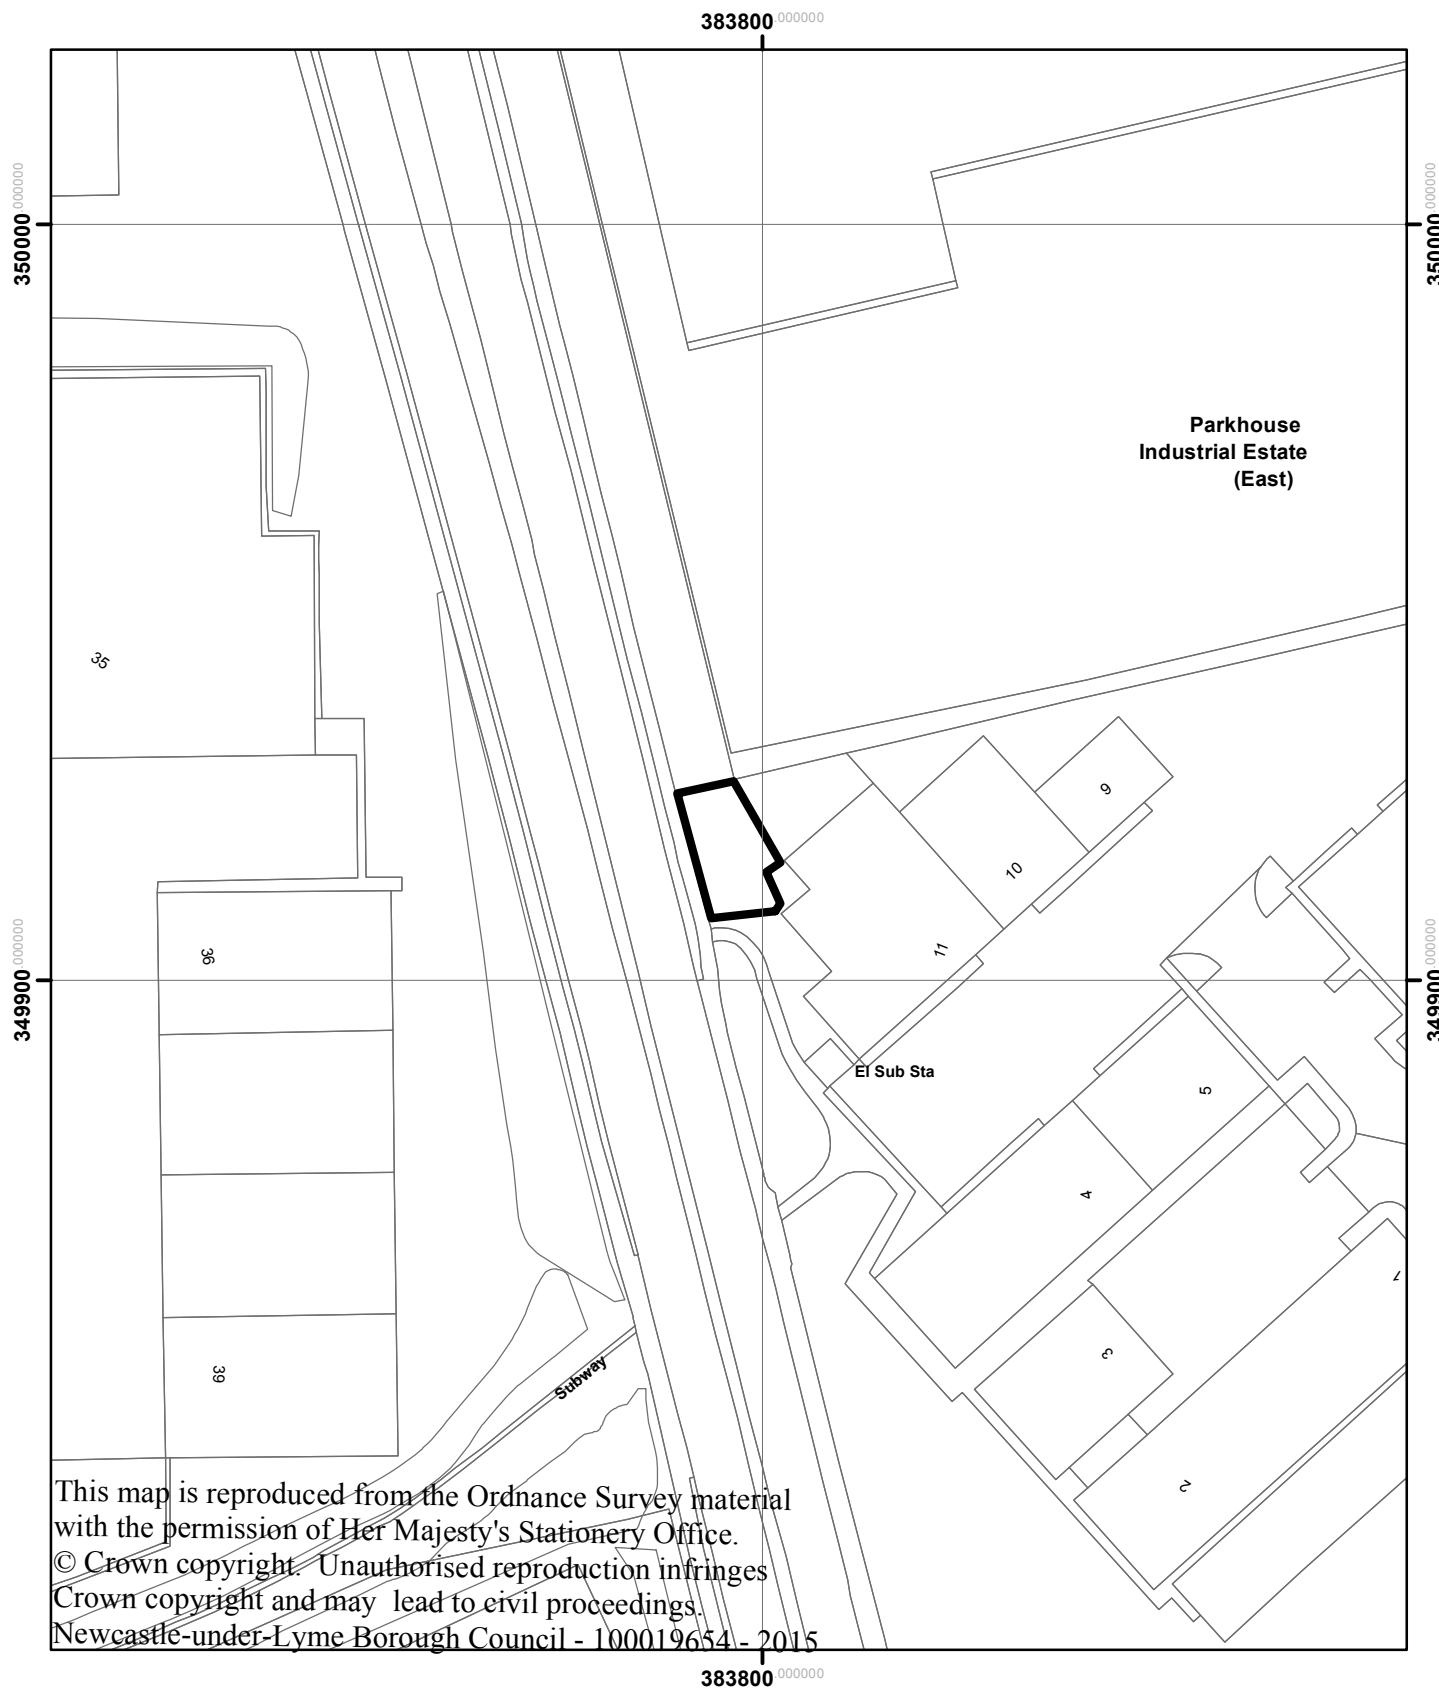 383800.000000
350000.000000
350000.000000
Parkhouse
Industrial Estate
(East)
35
9
10
11
36
349900.000000
349900.000000
El Sub Sta
5
4
1
3
39
Subway
2
This map is reproduced from the Ordnance Survey material
with the permission of Her Majesty's Stationery Office.
© Crown copyright. Unauthorised reproduction infringes
Crown copyright and may lead to civil proceedings.
Newcastle-under-Lyme Borough Council - 100019654 - 2015
383800.000000